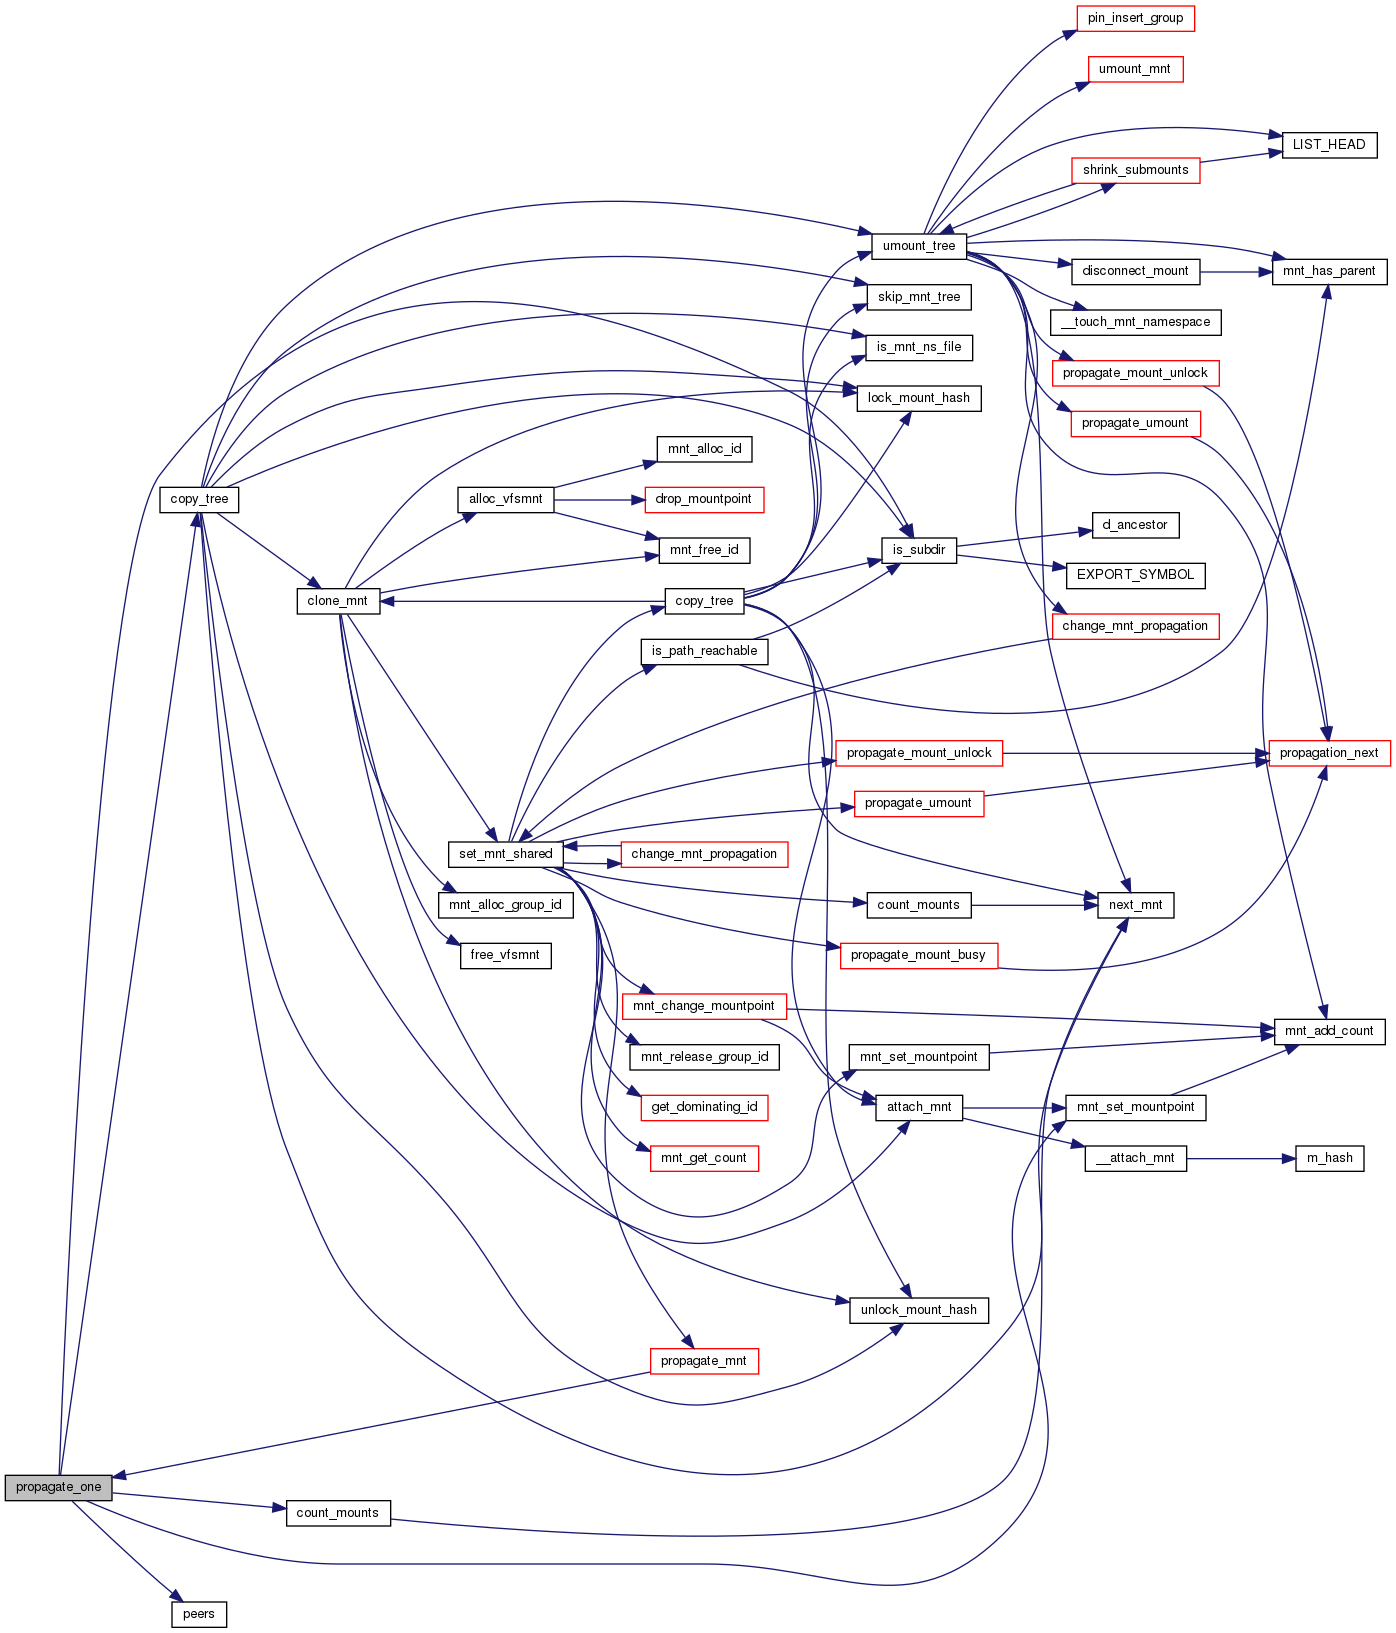 pin_insert_group
umount_mnt
LIST_HEAD
shrink_submounts
umount_tree
disconnect_mount
mnt_has_parent
skip_mnt_tree
__touch_mnt_namespace
is_mnt_ns_file
propagate_mount_unlock
lock_mount_hash
propagate_umount
mnt_alloc_id
copy_tree
alloc_vfsmnt
drop_mountpoint
d_ancestor
mnt_free_id
is_subdir
EXPORT_SYMBOL
clone_mnt
copy_tree
change_mnt_propagation
is_path_reachable
propagate_mount_unlock
propagation_next
propagate_umount
set_mnt_shared
change_mnt_propagation
mnt_alloc_group_id
count_mounts
next_mnt
free_vfsmnt
propagate_mount_busy
mnt_change_mountpoint
mnt_add_count
mnt_release_group_id
mnt_set_mountpoint
get_dominating_id
attach_mnt
mnt_set_mountpoint
mnt_get_count
__attach_mnt
m_hash
unlock_mount_hash
propagate_mnt
propagate_one
count_mounts
peers